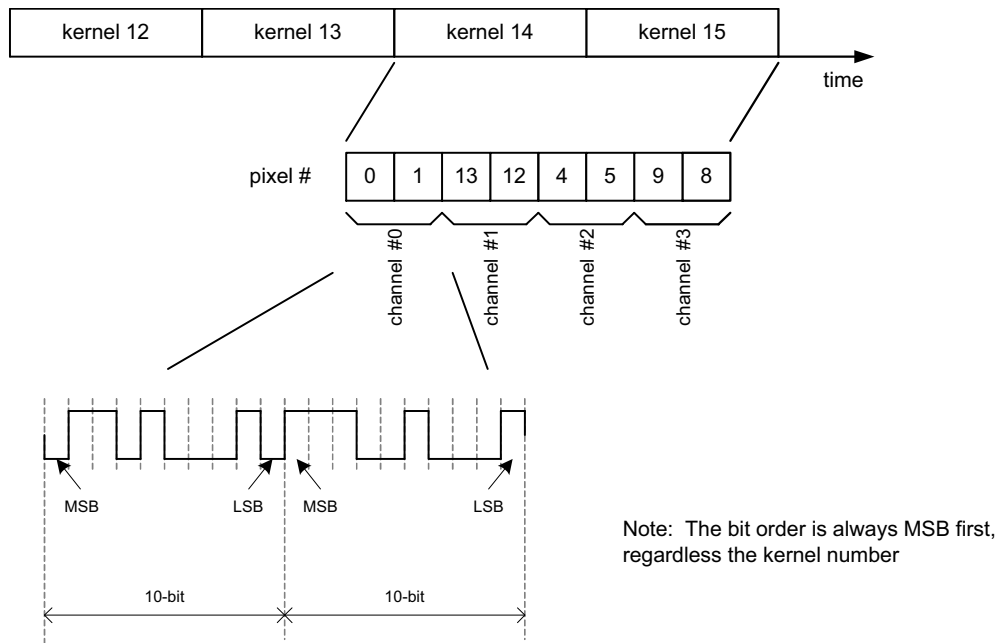 kernel 12 kernel 13 kernel 14 kernel 15
time
pixel # 0 1 13 12 4 5 9 8
channel #0 channel #1 channel #2 channel #3
MSB LSB MSB LSB
Note: The bit order is always MSB first,
regardless the kernel number
10-bit 10-bit